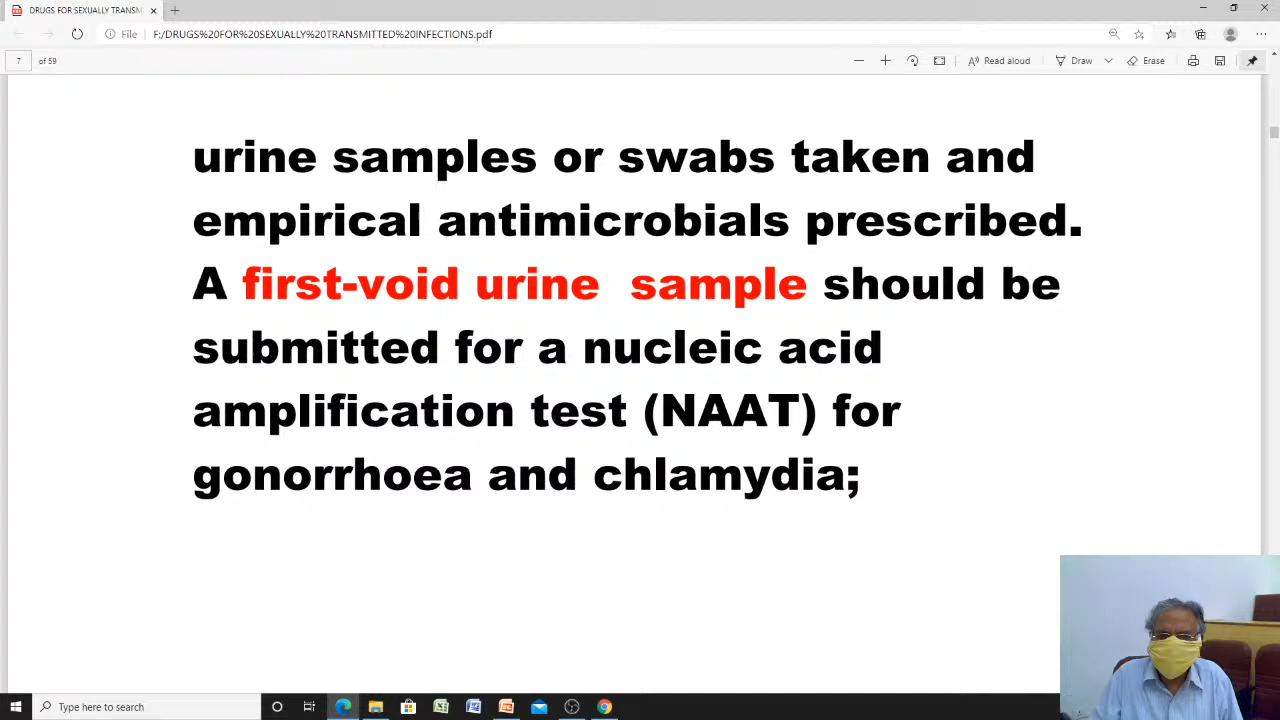 DRUGS FOR SEXUALLY TRANSM
File F:/DRUGS%20FOR%20SEXUALLY%20TRANSMITTED%20INFECTIONS.pdf
7 of 59 Read aloud Draw Erase
urine samples or swabs taken and
empirical antimicrobials prescribed.
A first-void urine sample should be
submitted for a nucleic acid
amplification test (NAAT) for
gonorrhoea and chlamydia;
Type here to search